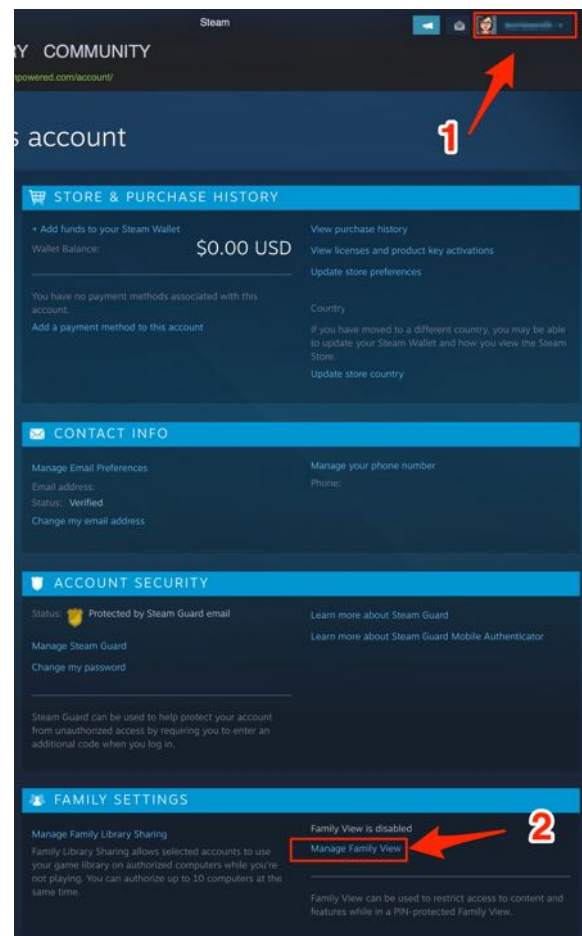 Steam
RY COMMUNITY
npowered.com/account/
1
s account
STORE & PURCHASE HISTORY
+ Add funds to your Steam Wallet
Wallet Balance: $0.00 USD
You have no payment methods associated with this
account.
Add a payment method to this account
View purchase history
View licenses and product key activations
Update store preferences
Country
If you have moved to a different country, you may be able
to update your Steam Wallet and how you view the Steam
Store.
Update store country
CONTACT INFO
Manage Email Preferences
Email address:
Status: Verified
Change my email address
Manage your phone number
Phone:
ACCOUNT SECURITY
Status: Protected by Steam Guard email
Manage Steam Guard
Change my password
Steam Guard can be used to help protect your account
from unauthorized access by requiring you to enter an
additional code when you log in.
Learn more about Steam Guard
Learn more about Steam Guard Mobile Authenticator
FAMILY SETTINGS
Manage Family Library Sharing
Family Library Sharing allows selected accounts to use
your game library on authorized computers while you're
not playing. You can authorize up to 10 computers at the
same time.
Family View is disabled
Manage Family View
2
Family View can be used to restrict access to content and
features while in a PIN-protected Family View.